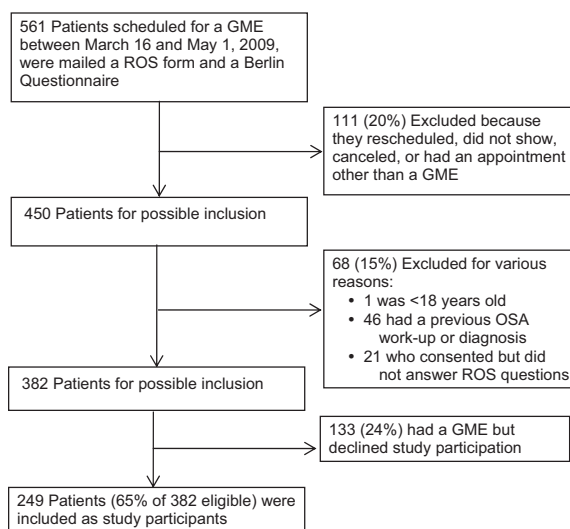 561 Patients scheduled for a GME
between March 16 and May 1, 2009,
were mailed a ROS form and a Berlin
Questionnaire
111 (20%) Excluded because
they rescheduled, did not show,
canceled, or had an appointment
other than a GME
450 Patients for possible inclusion
68 (15%) Excluded for various
reasons:
• 1 was <18 years old
• 46 had a previous OSA
work-up or diagnosis
• 21 who consented but did
not answer ROS questions
382 Patients for possible inclusion
133 (24%) had a GME but
declined study participation
249 Patients (65% of 382 eligible) were
included as study participants